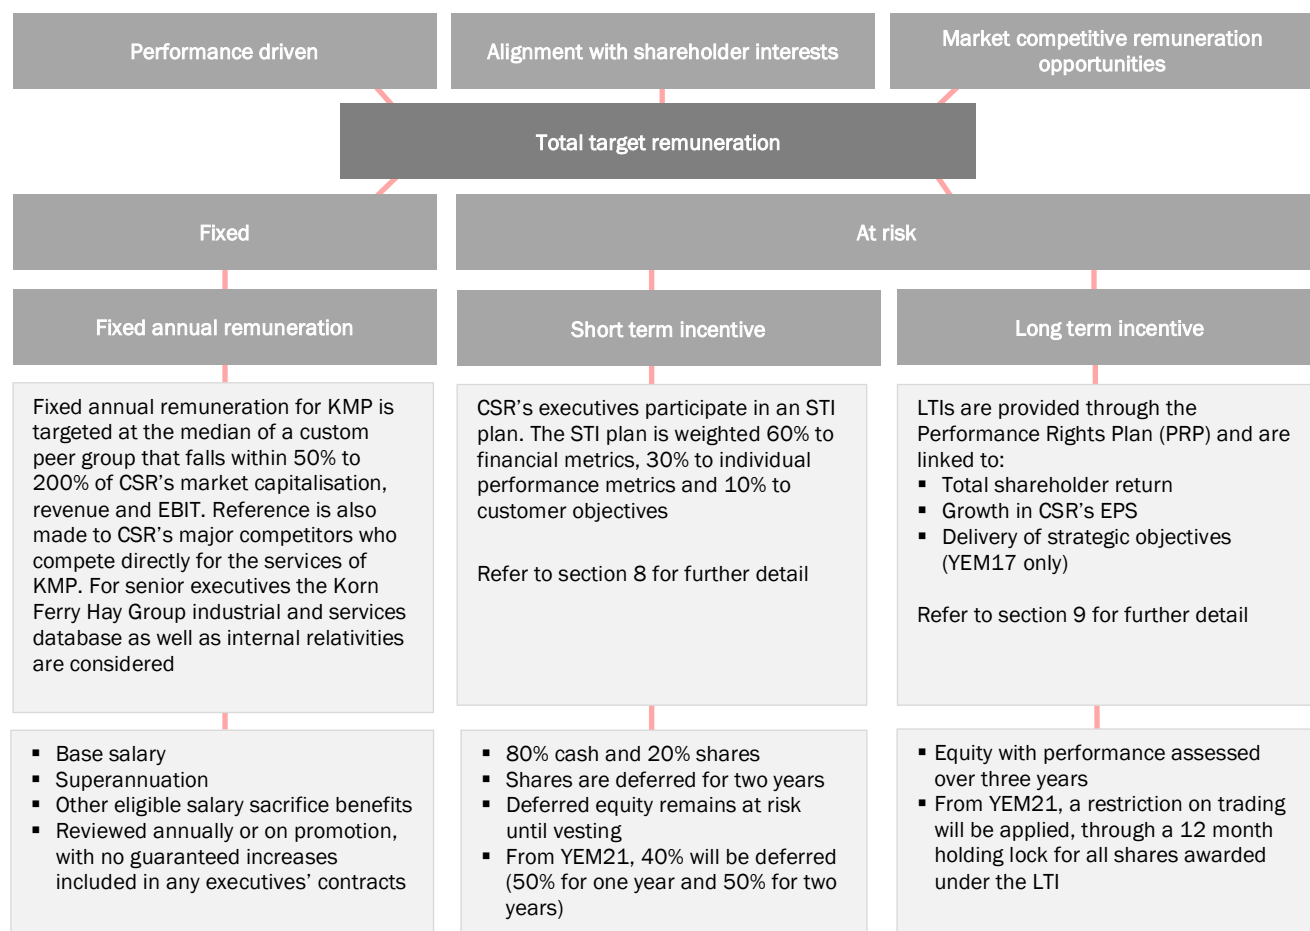 Performance driven
Alignment with shareholder interests
Market competitive remuneration
opportunities
Total target remuneration
Fixed
At risk
Fixed annual remuneration
Short term incentive
Long term incentive
Fixed annual remuneration for KMP is
targeted at the median of a custom
peer group that falls within 50% to
200% of CSR’s market capitalisation,
revenue and EBIT. Reference is also
made to CSR’s major competitors who
compete directly for the services of
KMP. For senior executives the Korn
Ferry Hay Group industrial and services
database as well as internal relativities
are considered
CSR’s executives participate in an STI
plan. The STI plan is weighted 60% to
financial metrics, 30% to individual
performance metrics and 10% to
customer objectives
Refer to section 8 for further detail
LTIs are provided through the
Performance Rights Plan (PRP) and are
linked to:
▪ Total shareholder return
▪ Growth in CSR’s EPS
▪ Delivery of strategic objectives
(YEM17 only)
Refer to section 9 for further detail
▪ Base salary
▪ Superannuation
▪ Other eligible salary sacrifice benefits
▪ Reviewed annually or on promotion,
with no guaranteed increases
included in any executives’ contracts
▪ 80% cash and 20% shares
▪ Shares are deferred for two years
▪ Deferred equity remains at risk
until vesting
▪ From YEM21, 40% will be deferred
(50% for one year and 50% for two
years)
▪ Equity with performance assessed
over three years
▪ From YEM21, a restriction on trading
will be applied, through a 12 month
holding lock for all shares awarded
under the LTI